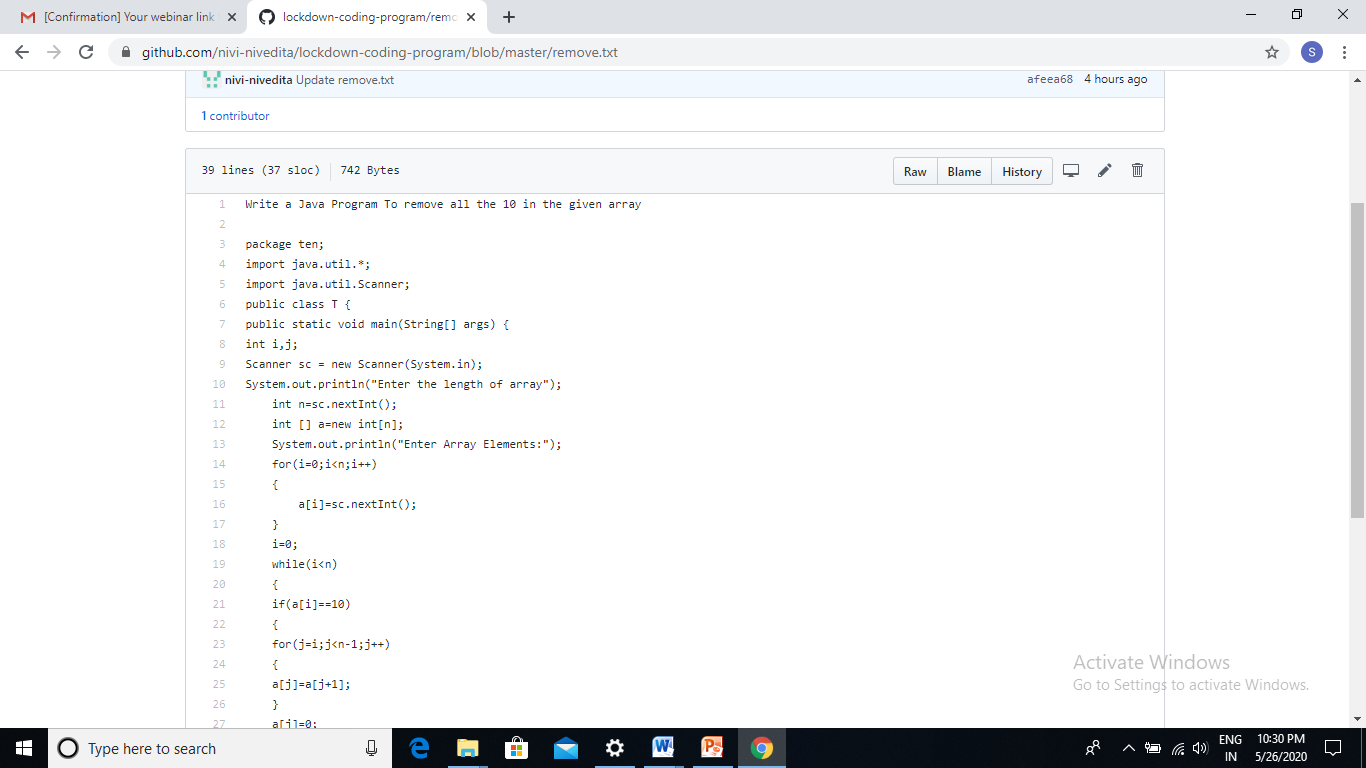 [Confirmation] Your webinar link
lockdown-coding-program/remo
github.com/nivi-nivedita/lockdown-coding-program/blob/master/remove.txt
S
nivi-nivedita Update remove.txt afeea68 4 hours ago
1 contributor
39 lines (37 sloc) 742 Bytes Raw Blame History
1 Write a Java Program To remove all the 10 in the given array
2
3 package ten;
4 import java.util.*;
5 import java.util.Scanner;
6 public class T {
7 public static void main(String[] args) {
8 int i,j;
9 Scanner sc = new Scanner(System.in);
10 System.out.println("Enter the length of array");
11 int n=sc.nextInt();
12 int [] a=new int[n];
13 System.out.println("Enter Array Elements:");
14 for(i=0;i<n;i++)
15 {
16 a[i]=sc.nextInt();
17 }
18 i=0;
19 while(i<n)
20 {
21 if(a[i]==10)
22 {
23 for(j=i;j<n-1;j++)
24 {
25 a[j]=a[j+1];
26 }
27 a[j]=0;
Activate Windows
Go to Settings to activate Windows.
Type here to search
ENG
IN
10:30 PM
5/26/2020